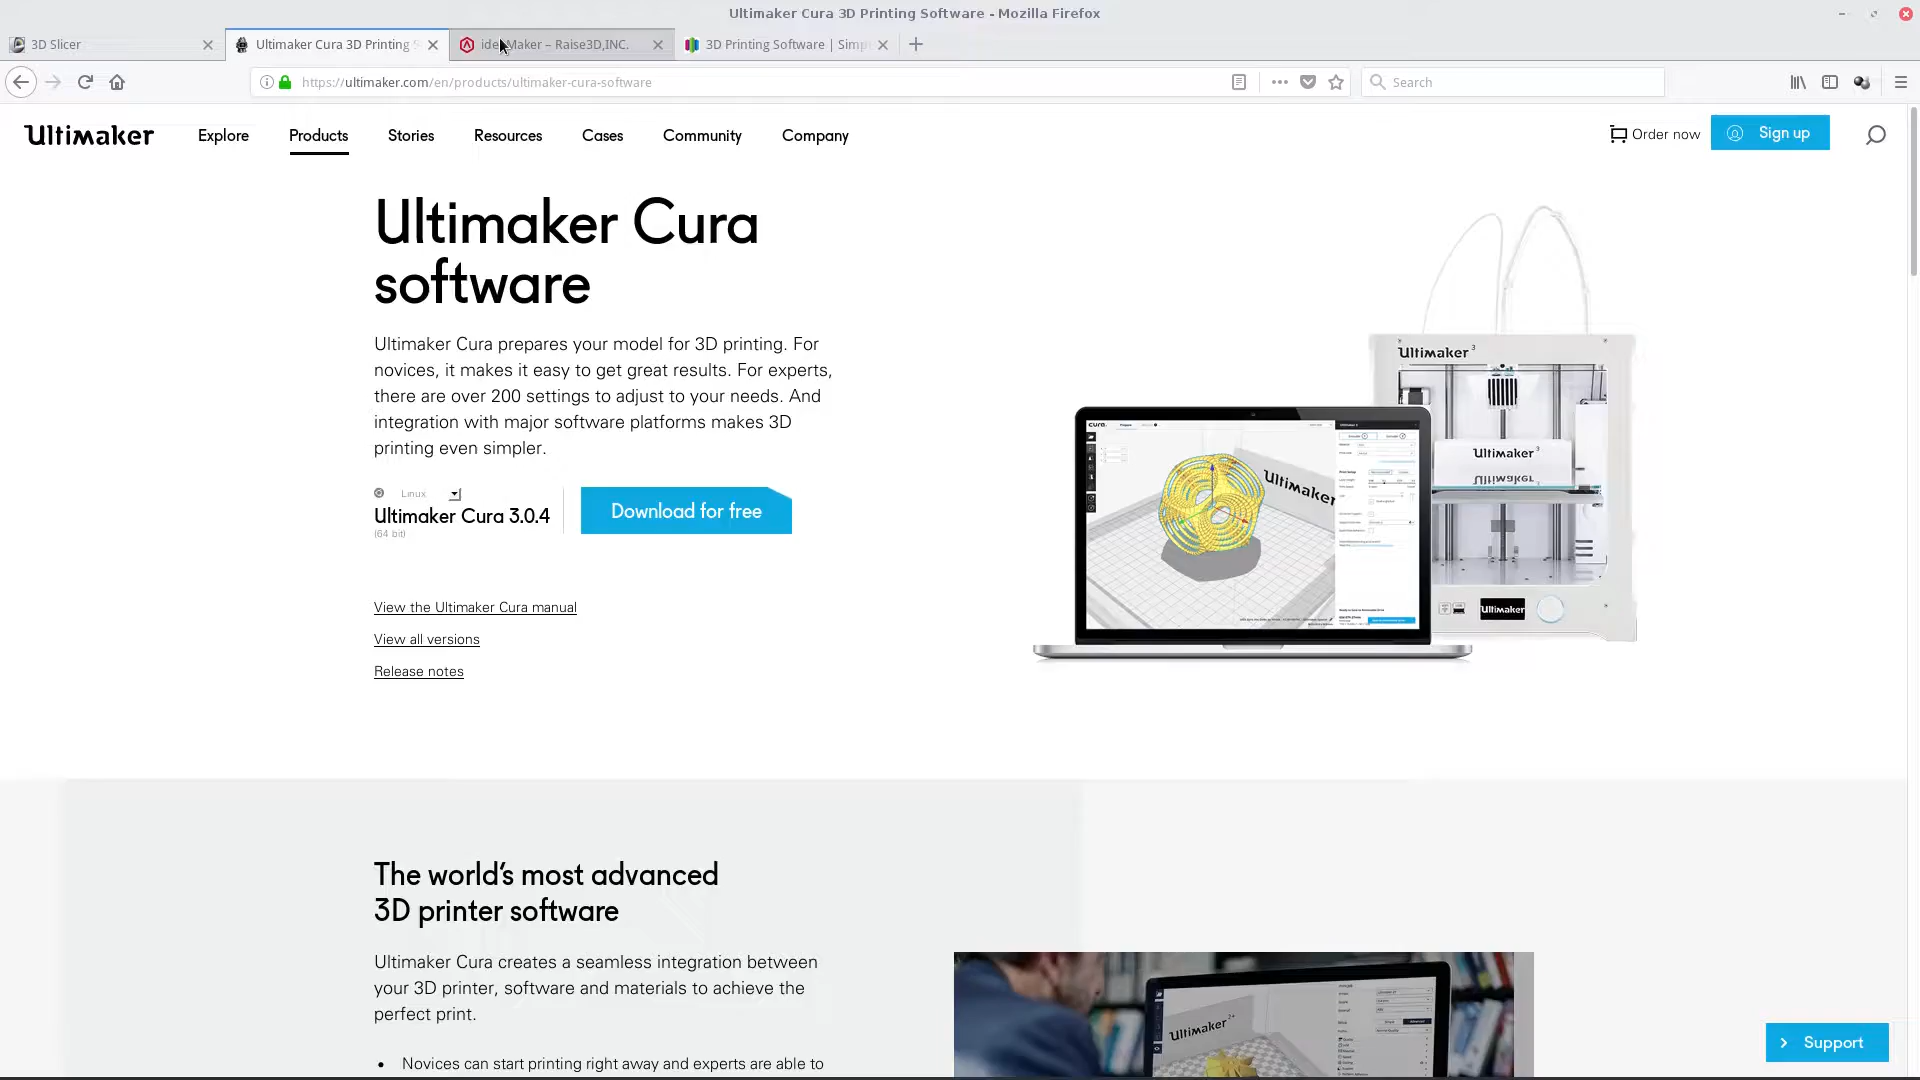 Ultimaker Cura 3D Printing Software - Mozilla Firefox
3D Slicer
Ultimaker Cura 3D Printing S
ideaMaker – Raise3D,INC.
3D Printing Software | Simp
https://ultimaker.com/en/products/ultimaker-cura-software
Search
Ultimaker
Explore
Products
Stories
Resources
Cases
Community
Company
Order now
Sign up
Ultimaker Cura
software
Ultimaker Cura prepares your model for 3D printing. For
novices, it makes it easy to get great results. For experts,
there are over 200 settings to adjust to your needs. And
integration with major software platforms makes 3D
printing even simpler.
Linux
Ultimaker Cura 3.0.4
(64 bit)
Download for free
View the Ultimaker Cura manual
View all versions
Release notes
Ultimaker 3
Ultimaker 3
Ultimaker
cura.
Ultimaker
The world's most advanced
3D printer software
Ultimaker Cura creates a seamless integration between
your 3D printer, software and materials to achieve the
perfect print.
• Novices can start printing right away and experts are able to
Ultimaker 2+
Support